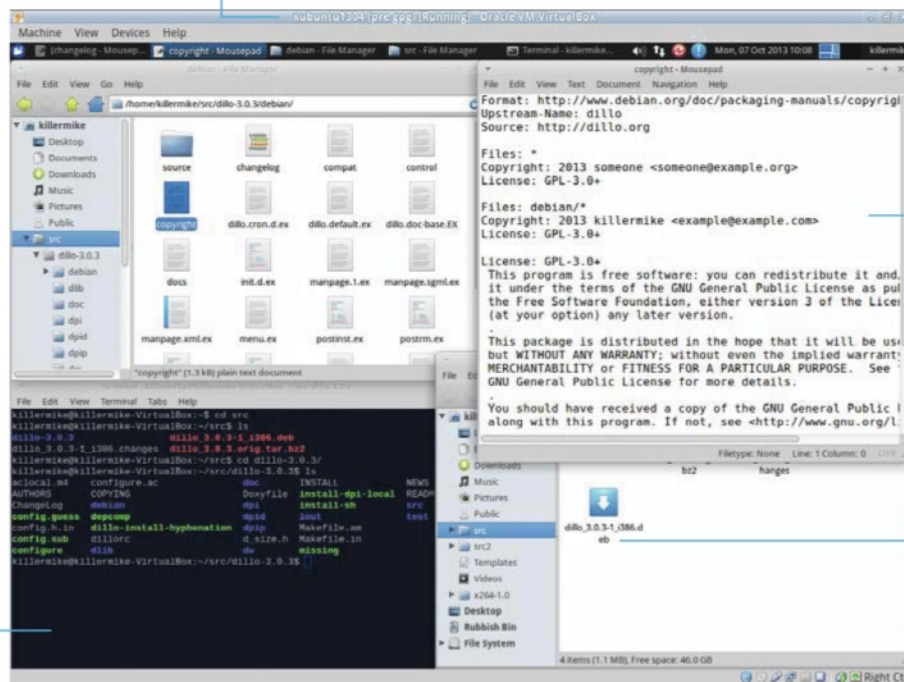 xubuntu1304 (pre gpg) [Running] - Oracle VM VirtualBox
Machine View Devices Help
[changelog - Mousep... copyright - Mousepad debian - File Manager src - File Manager Terminal - killermike... Mon, 07 Oct 2013 10:08
debian - File Manager
File Edit View Go Help
/home/killermike/src/dillo-3.0.3/debian/
killermike
Desktop
Documents
Downloads
Music
Pictures
Public
src
dillo-3.0.3
debian
dlib
doc
dpi
dpid
dpip
source changelog compat control
copyright dillo.cron.d.ex dillo.default.ex dillo.doc-base.EX
docs init.d.ex manpage.1.ex manpage.sgml.ex
manpage.xml.ex menu.ex postinst.ex postrm.ex
"copyright" (1.3 kB) plain text document
copyright - Mousepad
File Edit View Text Document Navigation Help
Format: http://www.debian.org/doc/packaging-manuals/copyrigh
Upstream-Name: dillo
Source: http://dillo.org
Files: *
Copyright: 2013 someone <someone@example.org>
License: GPL-3.0+
Files: debian/*
Copyright: 2013 killermike <example@example.com>
License: GPL-3.0+
License: GPL-3.0+
This program is free software: you can redistribute it and
it under the terms of the GNU General Public License as pu
the Free Software Foundation, either version 3 of the Lice
(at your option) any later version.
.
This package is distributed in the hope that it will be us
but WITHOUT ANY WARRANTY; without even the implied warrant
MERCHANTABILITY or FITNESS FOR A PARTICULAR PURPOSE. See
GNU General Public License for more details.
.
You should have received a copy of the GNU General Public
along with this program. If not, see <http://www.gnu.org/li
Filetype: None Line: 1 Column: 0 OVR
File Edit View Terminal Tabs Help
killermike@killermike-VirtualBox:~$ cd src
killermike@killermike-VirtualBox:~/src$ ls
dillo-3.0.3 dillo_3.0.3-1_i386.deb
dillo_3.0.3-1_i386.changes dillo_3.0.3.orig.tar.bz2
killermike@killermike-VirtualBox:~/src$ cd dillo-3.0.3/
killermike@killermike-VirtualBox:~/src/dillo-3.0.3$ ls
aclocal.m4 configure.ac doc INSTALL NEWS
AUTHORS COPYING Doxyfile install-dpi-local READM
ChangeLog debian dpi install-sh src
config.guess depcomp dpid lout test
config.h.in dillo-install-hyphenation dpip Makefile.am
config.sub dillorc d_size.h Makefile.in
configure dlib dw missing
killermike@killermike-VirtualBox:~/src/dillo-3.0.3$
File Ed
kil
Downloads
Music
Pictures
Public
src
src2
Templates
Videos
x264-1.0
Desktop
Rubbish Bin
File System
bz2 hanges
dillo_3.0.3-1_i386.d
eb
4 items (1.1 MB), Free space: 46.0 GB
Right Ct